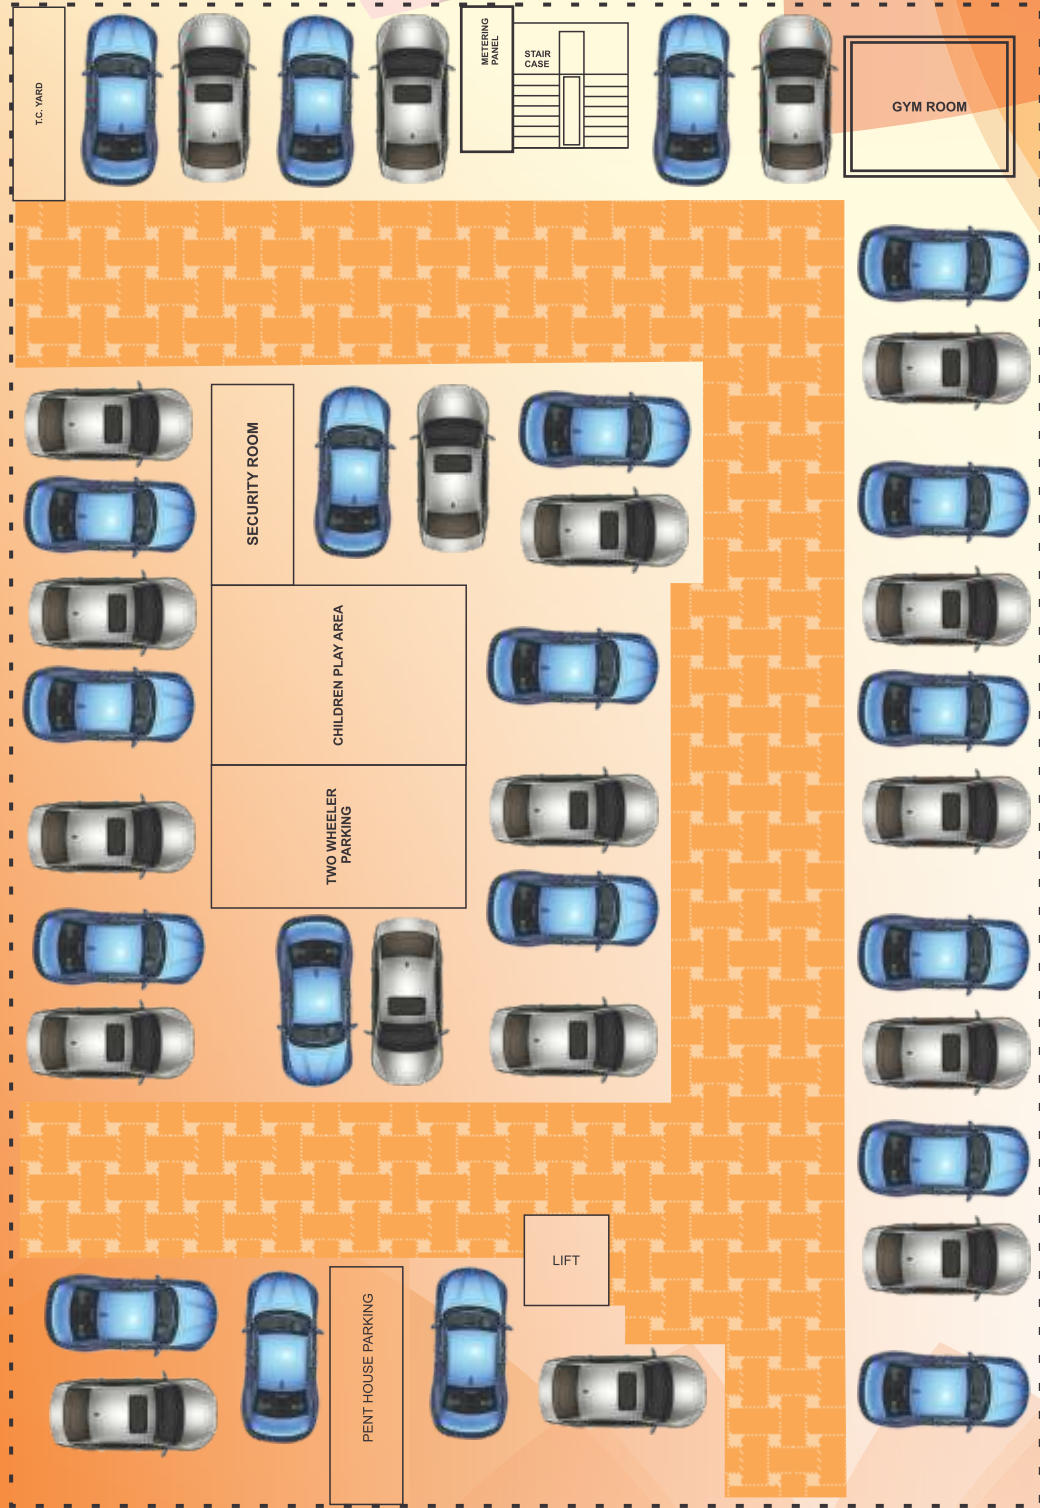 T.C. YARD
METERING
PANEL
STAIR
CASE
GYM ROOM
SECURITY ROOM
CHILDREN PLAY AREA
TWO WHEELER
PARKING
LIFT
PENT HOUSE PARKING